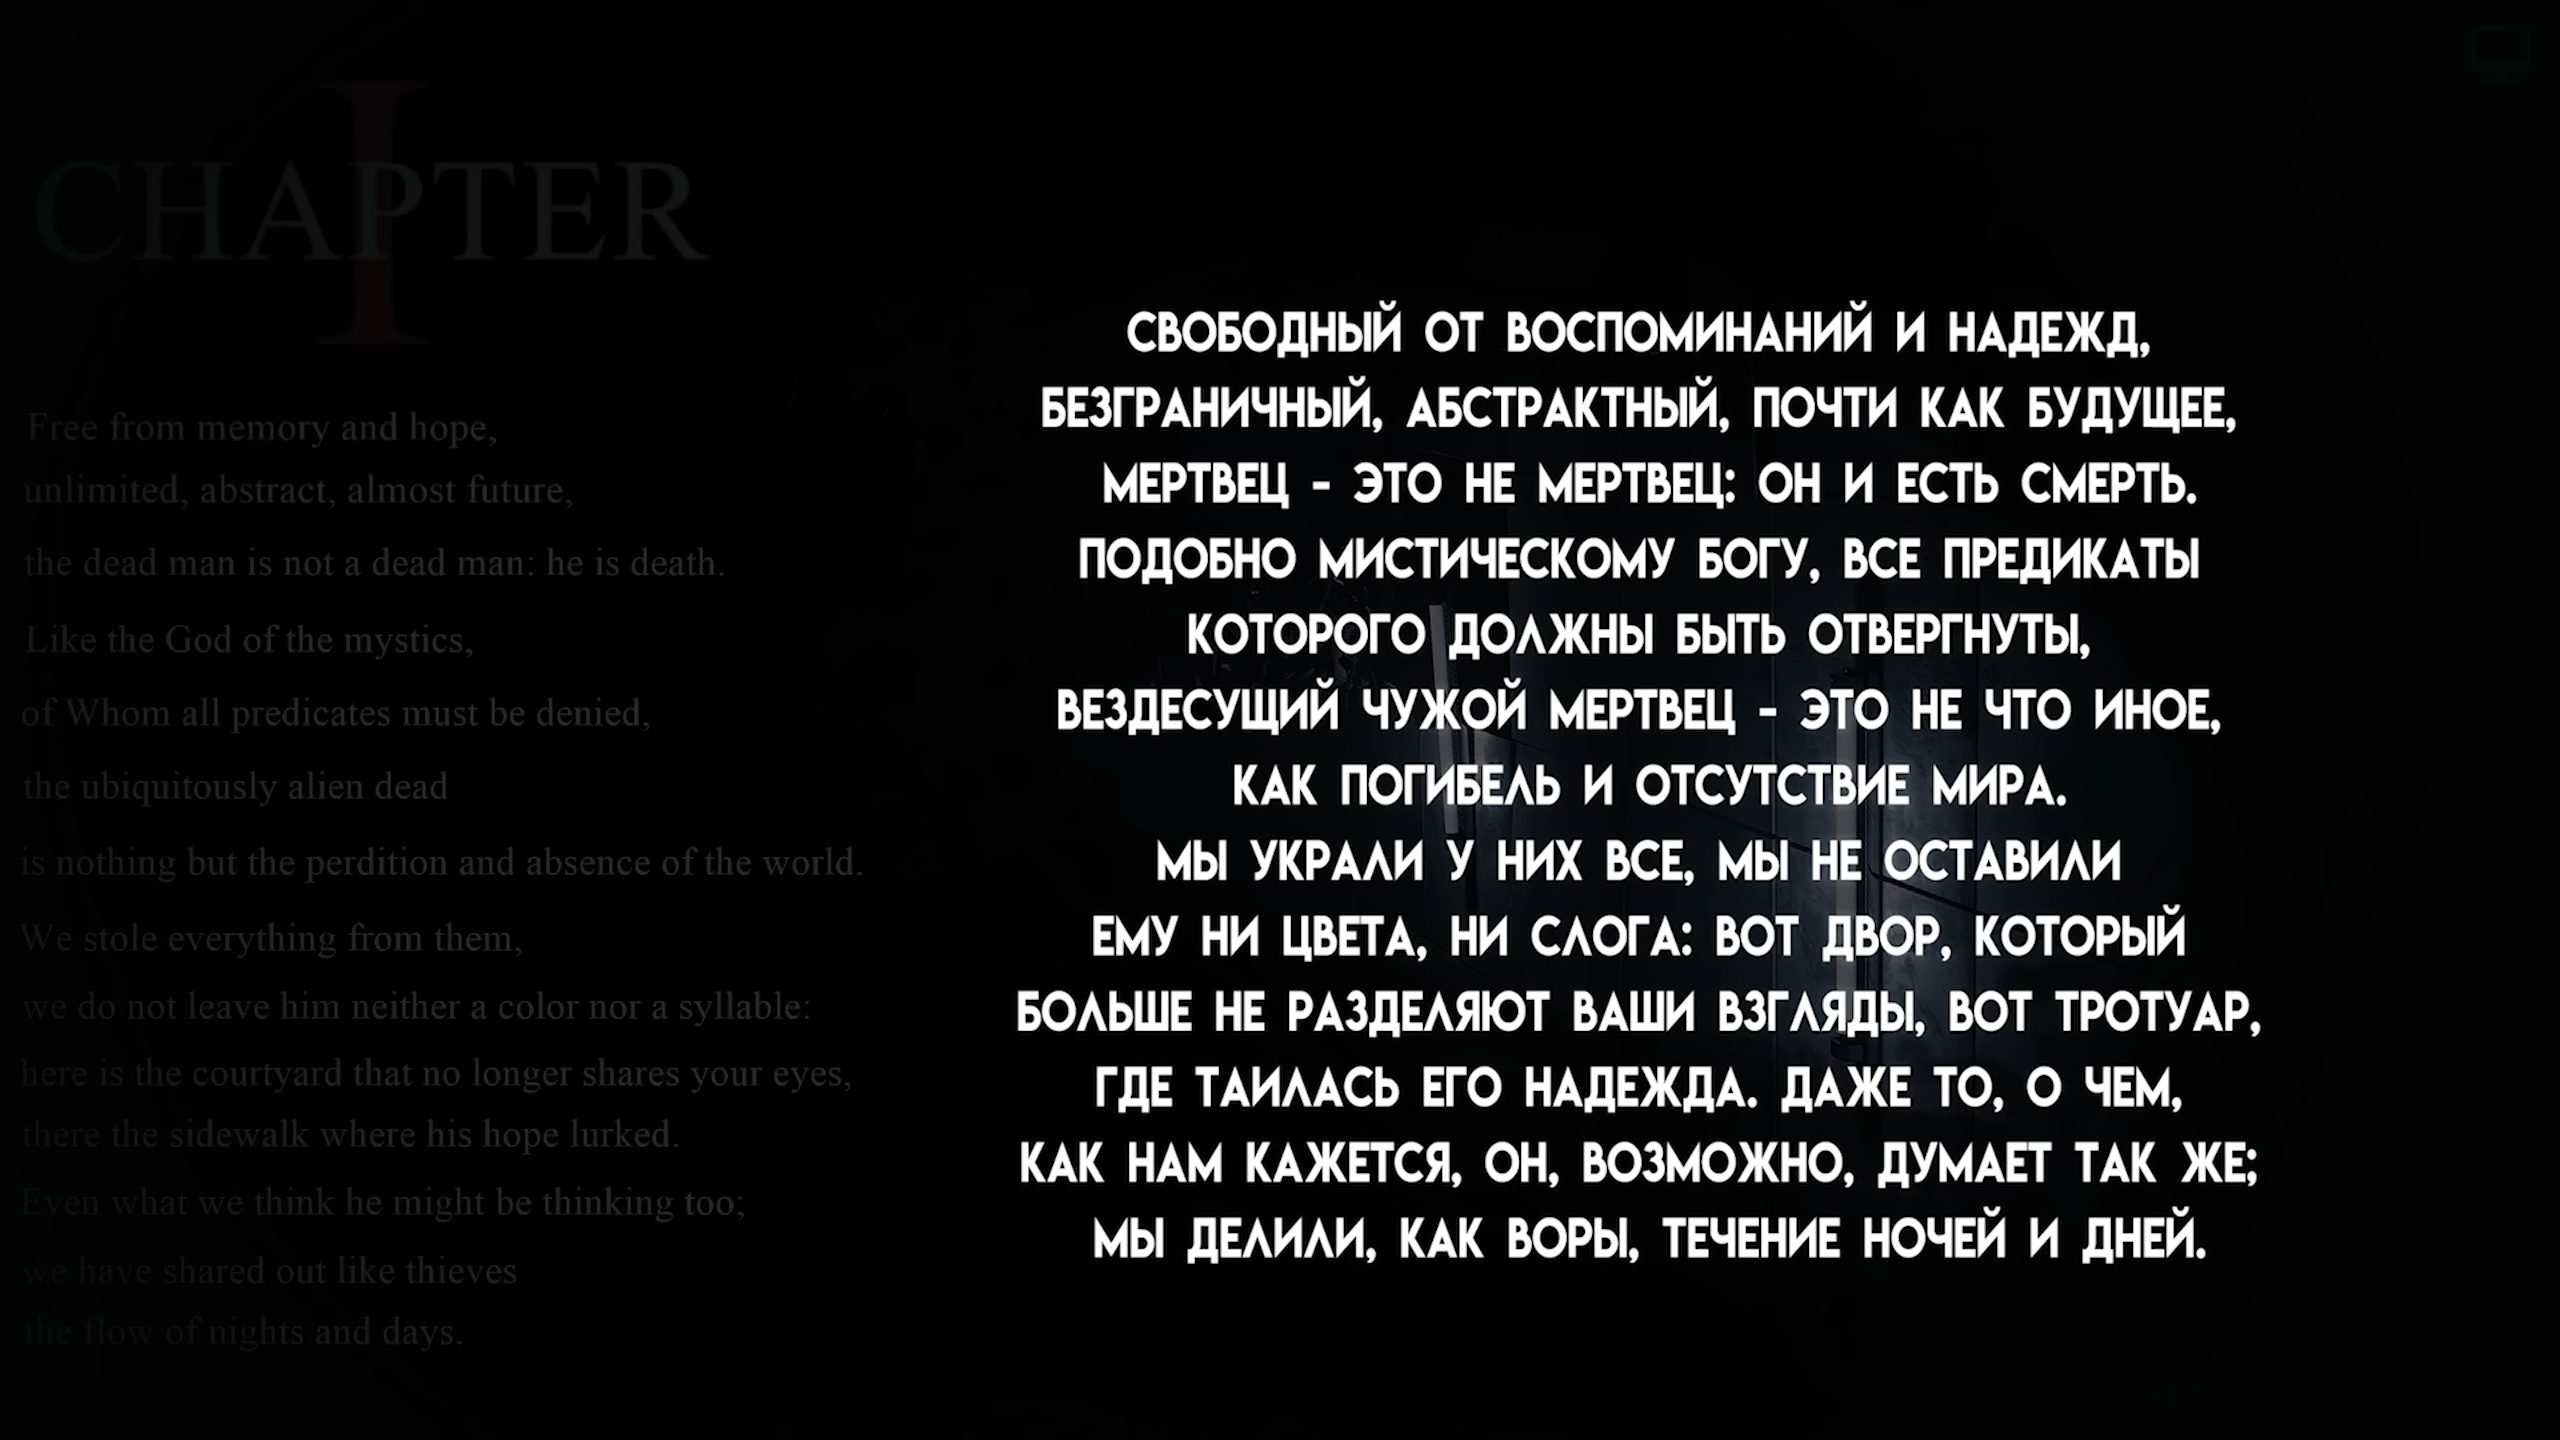 I
CHAPTER
Free from memory and hope,
unlimited, abstract, almost future,
the dead man is not a dead man: he is death.
Like the God of the mystics,
of Whom all predicates must be denied,
the ubiquitously alien dead
is nothing but the perdition and absence of the world.
We stole everything from them,
we do not leave him neither a color nor a syllable:
here is the courtyard that no longer shares your eyes,
there the sidewalk where his hope lurked.
Even what we think he might be thinking too;
we have shared out like thieves
the flow of nights and days.
СВОБОДНЫЙ ОТ ВОСПОМИНАНИЙ И НАДЕЖД,
БЕЗГРАНИЧНЫЙ, АБСТРАКТНЫЙ, ПОЧТИ КАК БУДУЩЕЕ,
МЕРТВЕЦ - ЭТО НЕ МЕРТВЕЦ: ОН И ЕСТЬ СМЕРТЬ.
ПОДОБНО МИСТИЧЕСКОМУ БОГУ, ВСЕ ПРЕДИКАТЫ
КОТОРОГО ДОЛЖНЫ БЫТЬ ОТВЕРГНУТЫ,
ВЕЗДЕСУЩИЙ ЧУЖОЙ МЕРТВЕЦ - ЭТО НЕ ЧТО ИНОЕ,
КАК ПОГИБЕЛЬ И ОТСУТСТВИЕ МИРА.
МЫ УКРАЛИ У НИХ ВСЕ, МЫ НЕ ОСТАВИЛИ
ЕМУ НИ ЦВЕТА, НИ СЛОГА: ВОТ ДВОР, КОТОРЫЙ
БОЛЬШЕ НЕ РАЗДЕЛЯЮТ ВАШИ ВЗГЛЯДЫ, ВОТ ТРОТУАР,
ГДЕ ТАИЛАСЬ ЕГО НАДЕЖДА. ДАЖЕ ТО, О ЧЕМ,
КАК НАМ КАЖЕТСЯ, ОН, ВОЗМОЖНО, ДУМАЕТ ТАК ЖЕ;
МЫ ДЕЛИЛИ, КАК ВОРЫ, ТЕЧЕНИЕ НОЧЕЙ И ДНЕЙ.